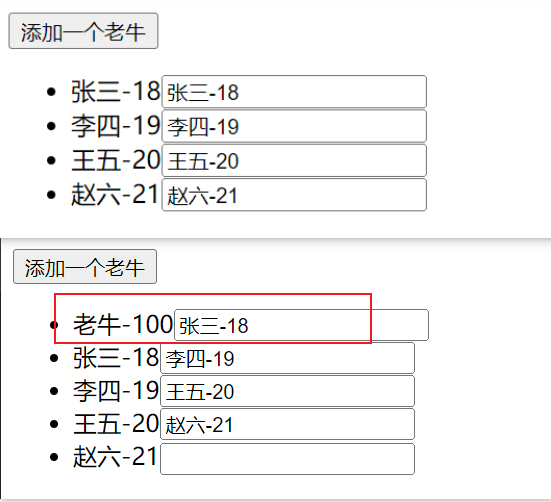 添加一个老牛
张三-18 张三-18
李四-19 李四-19
王五-20 王五-20
赵六-21 赵六-21
添加一个老牛
老牛-100 张三-18
张三-18 李四-19
李四-19 王五-20
王五-20 赵六-21
赵六-21